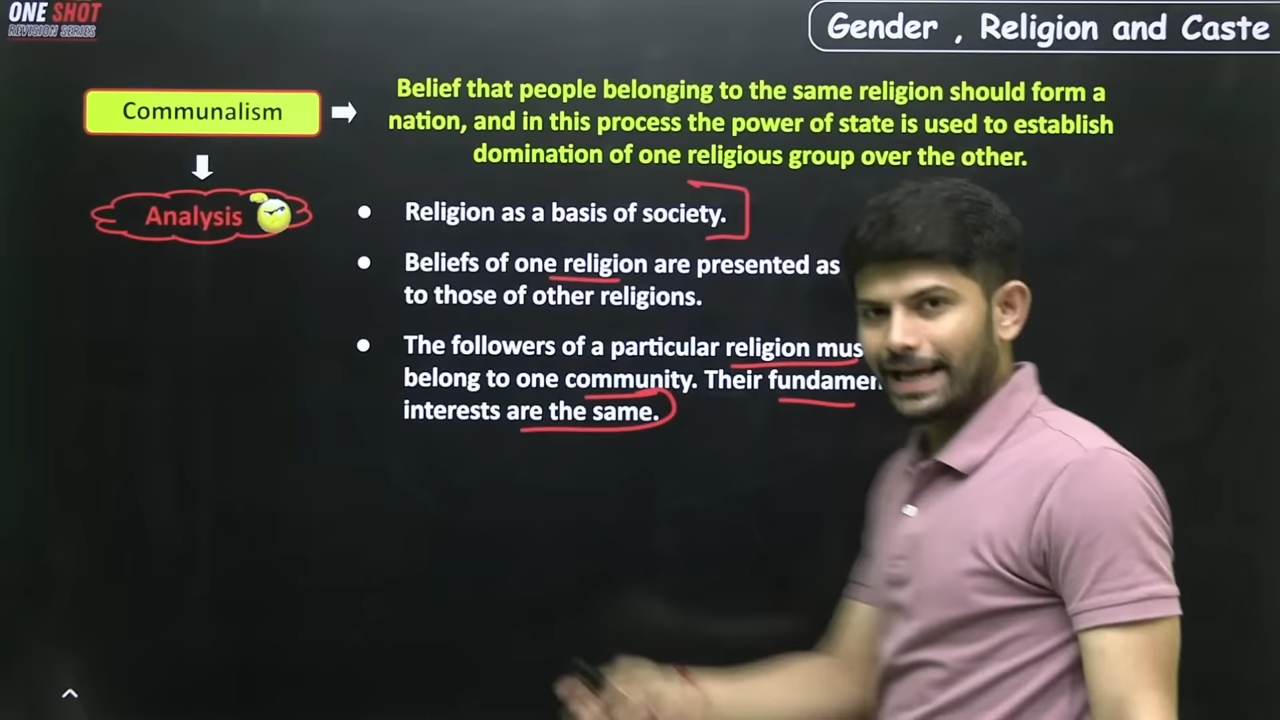 ONE SHOT
REVISION SERIES
Gender , Religion and Caste
Communalism
Belief that people belonging to the same religion should form a
nation, and in this process the power of state is used to establish
domination of one religious group over the other.
Analysis
Religion as a basis of society.
Beliefs of one religion are presented as
to those of other religions.
The followers of a particular religion mus
belong to one community. Their fundamen
interests are the same.